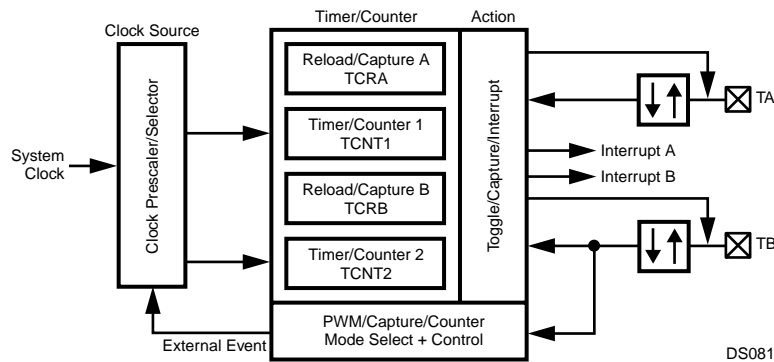 Timer/Counter
Action
Clock Source
Reload/Capture A
TCRA
TA
Clock Prescaler/Selector
Timer/Counter 1
TCNT1
Toggle/Capture/Interrupt
Interrupt A
System
Clock
Interrupt B
Reload/Capture B
TCRB
Timer/Counter 2
TCNT2
TB
PWM/Capture/Counter
Mode Select + Control
External Event
DS081